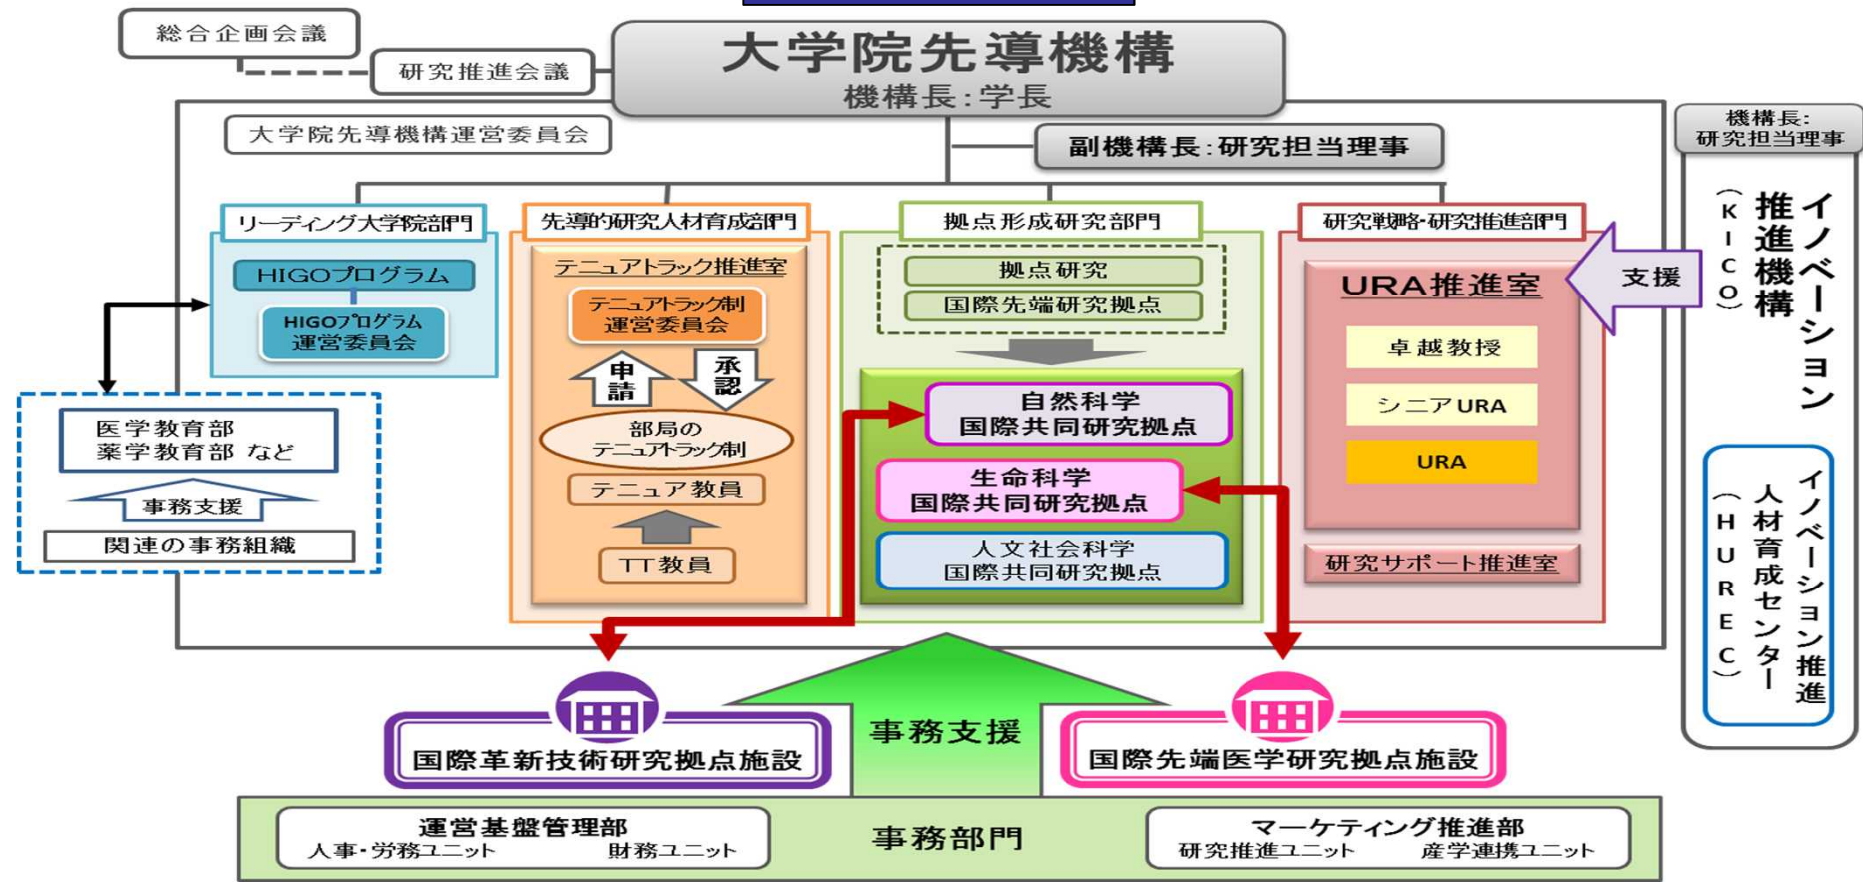 総合企画会議
研究推進会議
大学院先導機構
機構長:学長
大学院先導機構運営委員会
副機構長:研究担当理事
リーディング大学院部門
HIGOプログラム
HIGOプログラム
運営委員会
医学教育部
薬学教育部 など
事務支援
関連の事務組織
先導的研究人材育成部門
テニュアトラック推進室
テニュアトラック制
運営委員会
申請
承認
部局の
テニュアトラック制
テニュア教員
TT教員
拠点形成研究部門
拠点研究
国際先端研究拠点
自然科学
国際共同研究拠点
生命科学
国際共同研究拠点
人文社会科学
国際共同研究拠点
研究戦略・研究推進部門
URA推進室
卓越教授
シニアURA
URA
研究サポート推進室
支援
機構長:
研究担当理事
イノベーション
推進機構
(KICO)
イノベーション推進
人材育成センター
(HUREC)
国際革新技術研究拠点施設
事務支援
国際先端医学研究拠点施設
運営基盤管理部
人事・労務ユニット 財務ユニット
事務部門
マーケティング推進部
研究推進ユニット 産学連携ユニット